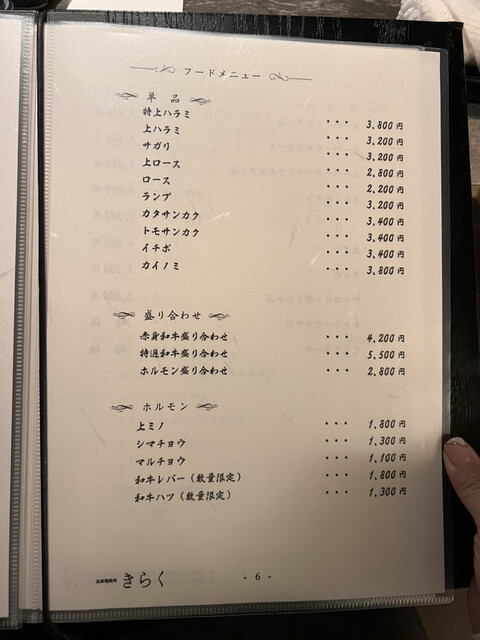 フードメニュー
単品
特上ハラミ ・・・ 3,800円
上ハラミ ・・・ 3,200円
サガリ ・・・ 3,200円
上ロース ・・・ 2,800円
ロース ・・・ 2,200円
ランプ ・・・ 3,200円
カタサンカク ・・・ 3,400円
トモサンカク ・・・ 3,400円
イチボ ・・・ 3,400円
カイノミ ・・・ 3,800円
盛り合わせ
赤身和牛盛り合わせ ・・・ 4,200円
特選和牛盛り合わせ ・・・ 5,500円
ホルモン盛り合わせ ・・・ 2,800円
ホルモン
上ミノ ・・・ 1,800円
シマチョウ ・・・ 1,300円
マルチョウ ・・・ 1,100円
和牛レバー（数量限定） ・・・ 1,800円
和牛ハツ（数量限定） ・・・ 1,300円
きらく
- 6 -